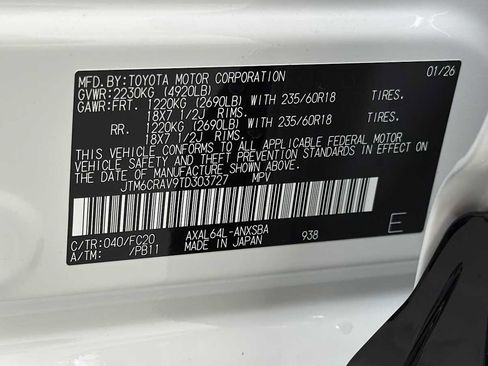 MFD.BY:TOYOTA MOTOR CORPORATION 01/26
GVWR:2230KG (4920LB)
GAWR:FRT. 1220KG (2690LB) WITH 235/60R18 TIRES.
18X7 1/2J RIMS.
RR. 1220KG (2690LB) WITH 235/60R18 TIRES.
18X7 1/2J RIMS.
THIS VEHICLE CONFORMS TO ALL APPLICABLE FEDERAL MOTOR
VEHICLE SAFETY AND THEFT PREVENTION STANDARDS IN EFFECT
ON THE DATE OF MANUFACTURE SHOWN ABOVE.
JTM6CRAV9TD303727 MPV
C/TR:040/FC20 AXAL64L-ANXSBA 938 E
A/TM: /PB11 MADE IN JAPAN